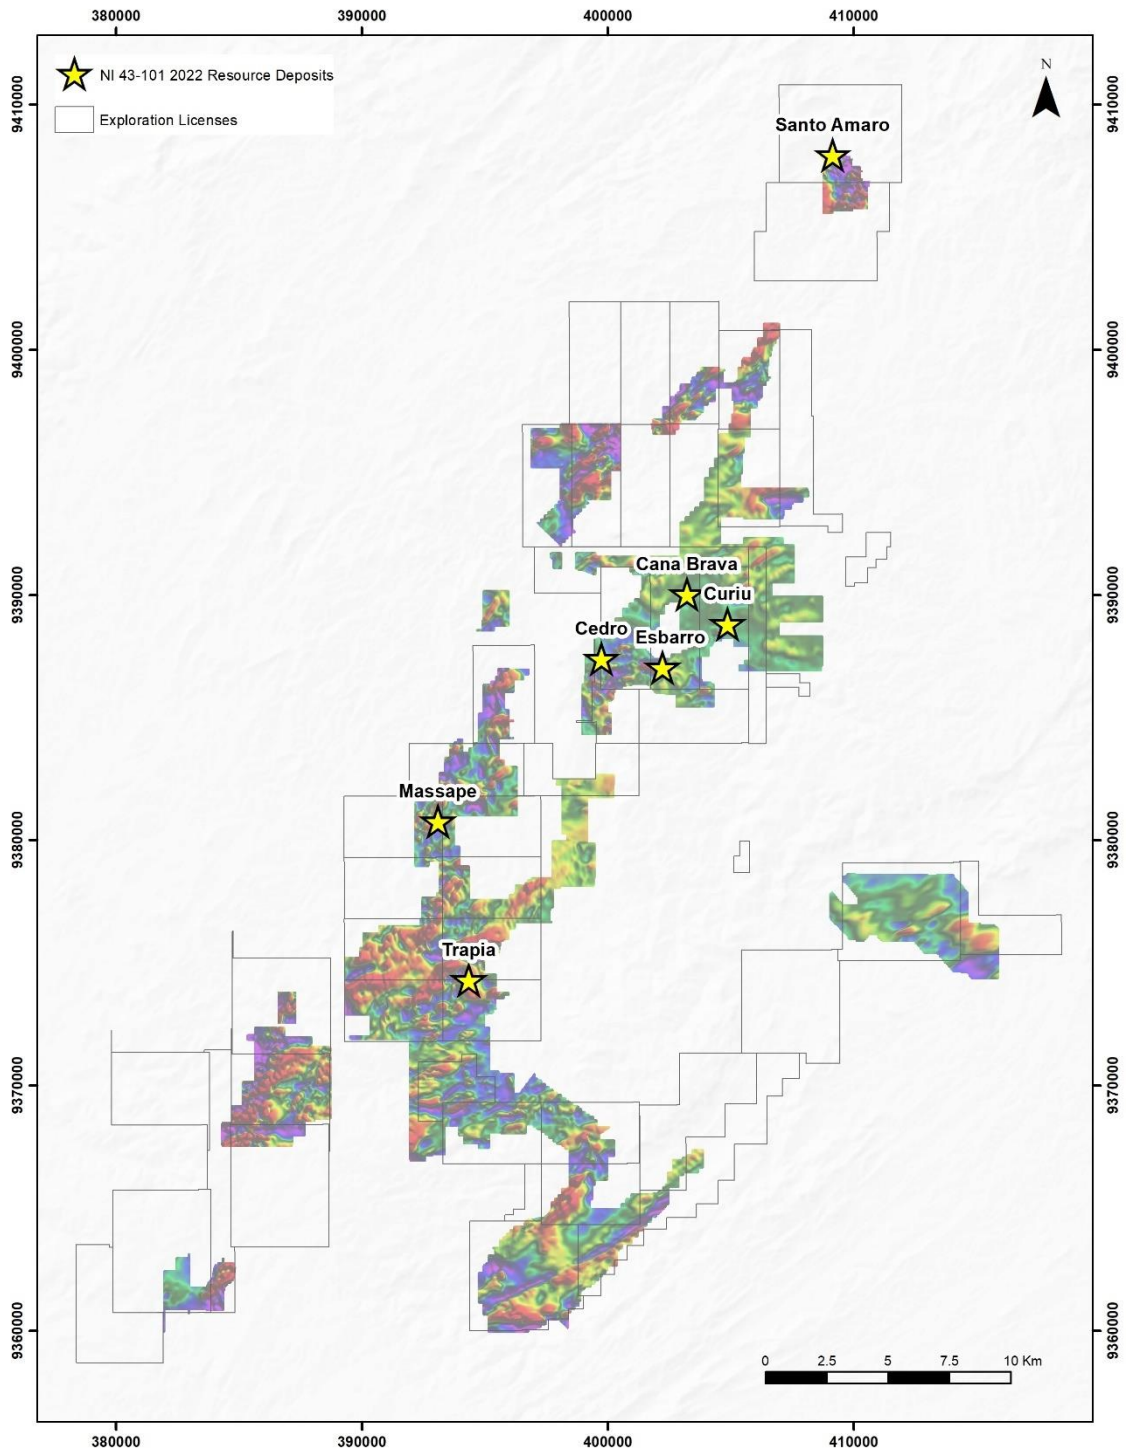 380000 390000 400000 410000
NI 43-101 2022 Resource Deposits
Exploration Licenses
N
9410000 9410000
Santo Amaro
9400000 9400000
Cana Brava
9390000 9390000
Curiu
Cedro
Esbarro
Massape
9380000 9380000
Trapia
9370000 9370000
9360000 9360000
0 2.5 5 7.5 10 Km
380000 390000 400000 410000